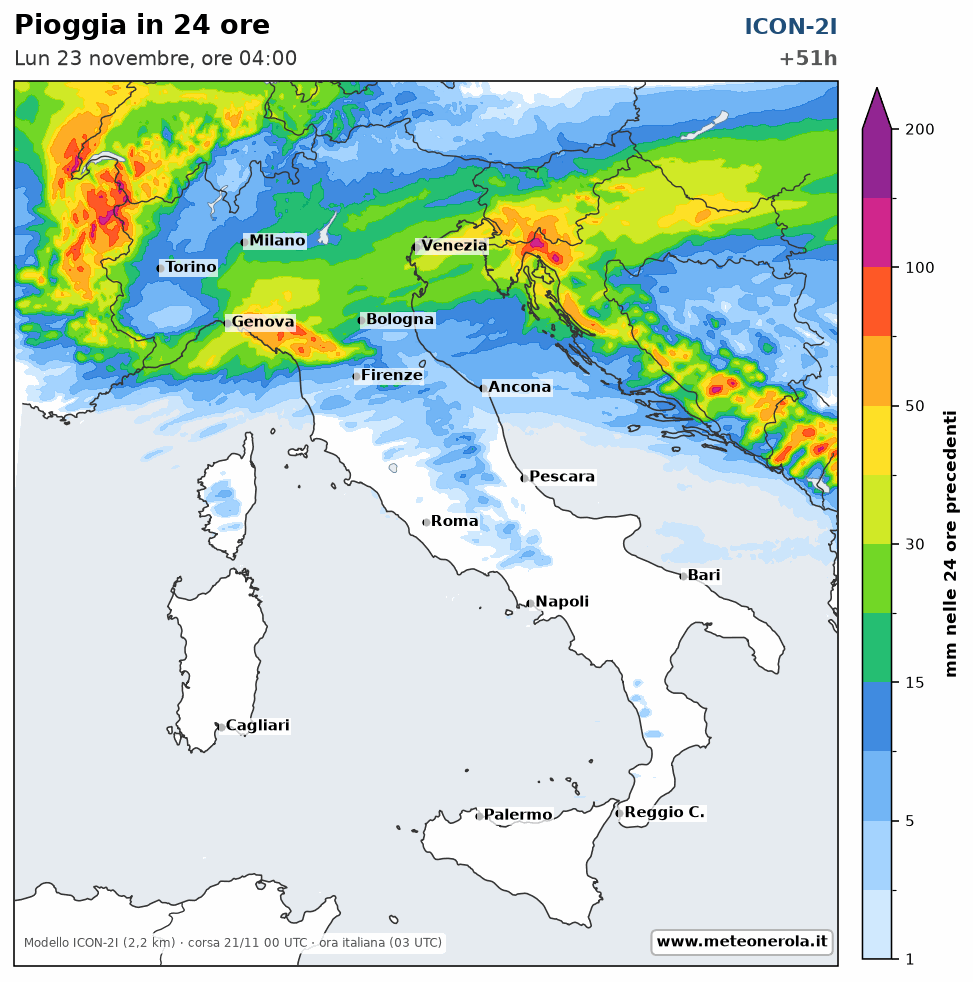 Pioggia in 24 ore
ICON-2I
Lun 23 novembre, ore 04:00
+51h
200
100
50
30
15
5
1
mm nelle 24 ore precedenti
Milano
Venezia
Torino
Genova
Bologna
Firenze
Ancona
Pescara
Roma
Bari
Napoli
Cagliari
Palermo
Reggio C.
Modello ICON-2I (2,2 km) · corsa 21/11 00 UTC · ora italiana (03 UTC)
www.meteonerola.it